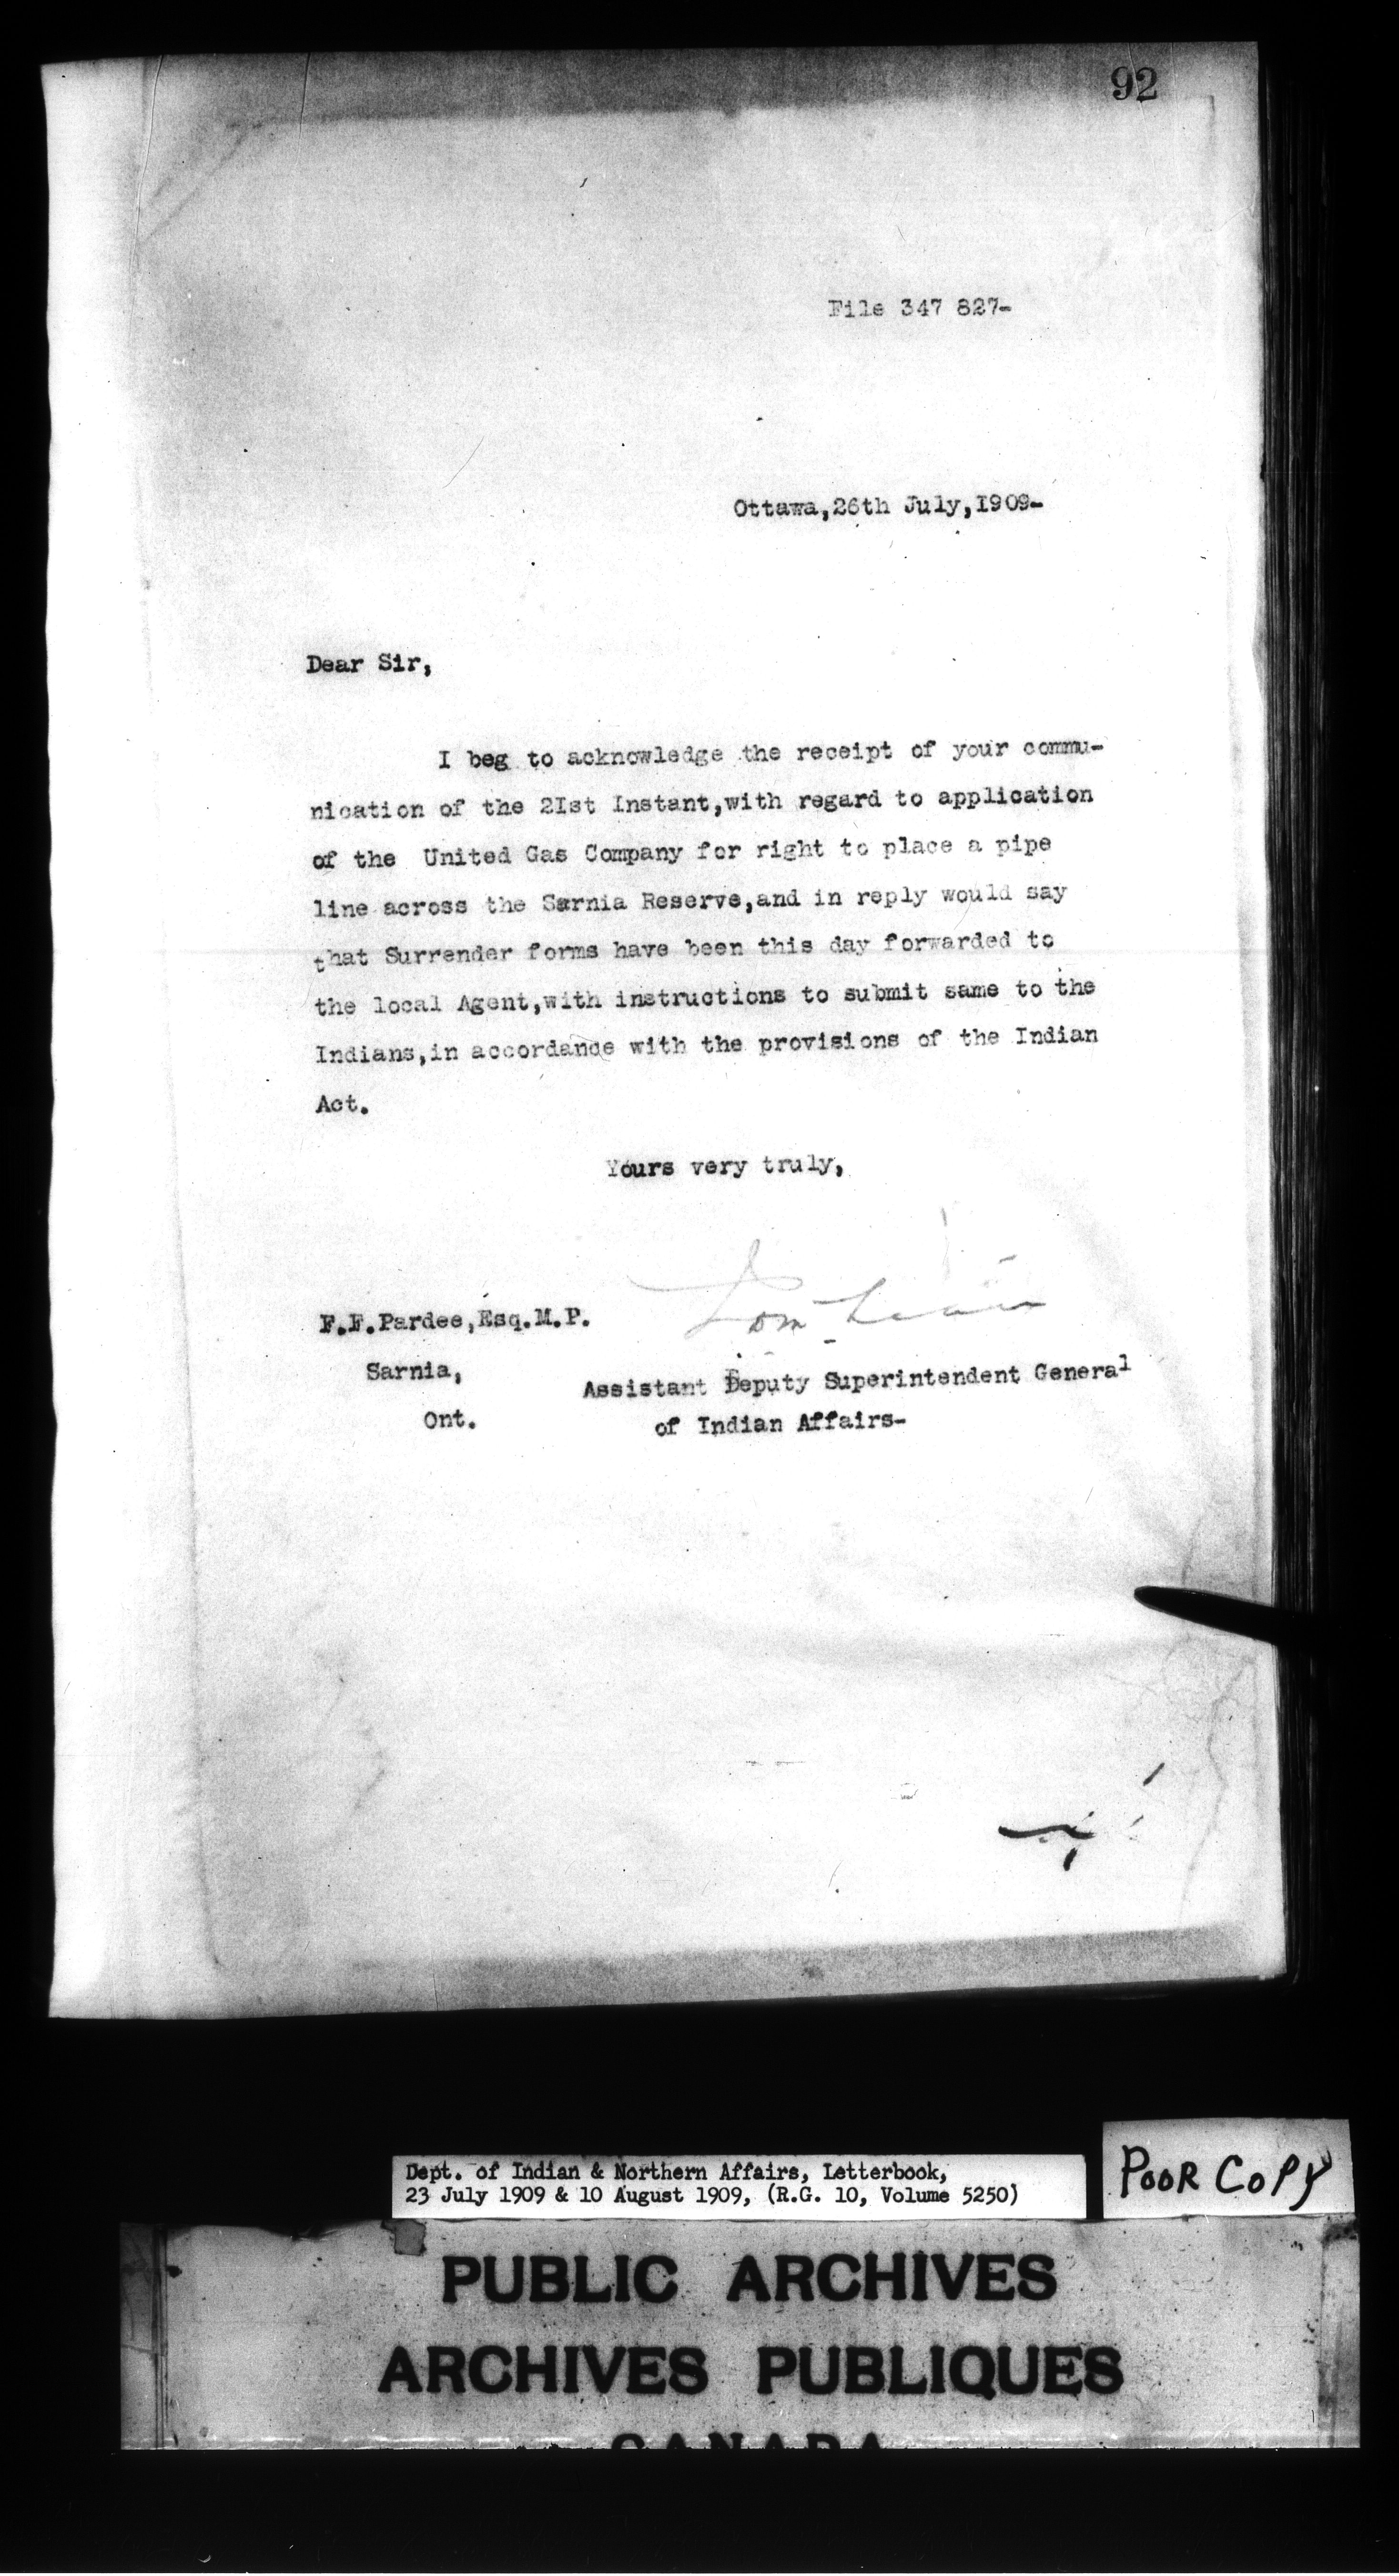 92
File 347 827-
Ottawa,26th July,1909-
Dear Sir,
I beg to acknowledge the receipt of your commu-
nication of the 2Ist Instant,with regard to application
of the United Gas Company for right to place a pipe
line across the Sarnia Reserve,and in reply would say
that Surrender forms have been this day forwarded to
the local Agent,with instructions to submit same to the
Indians,in accordance with the provisions of the Indian
Act.
Yours very truly,
F.F.Pardee,Esq.M.P.
Sarnia,
Assistant Deputy Superintendent General
Ont.
of Indian Affairs-
Dept. of Indian & Northern Affairs, Letterbook,
23 July 1909 & 10 August 1909, (R.G. 10, Volume 5250)
POOR COPY
PUBLIC ARCHIVES
ARCHIVES PUBLIQUES
CANADA